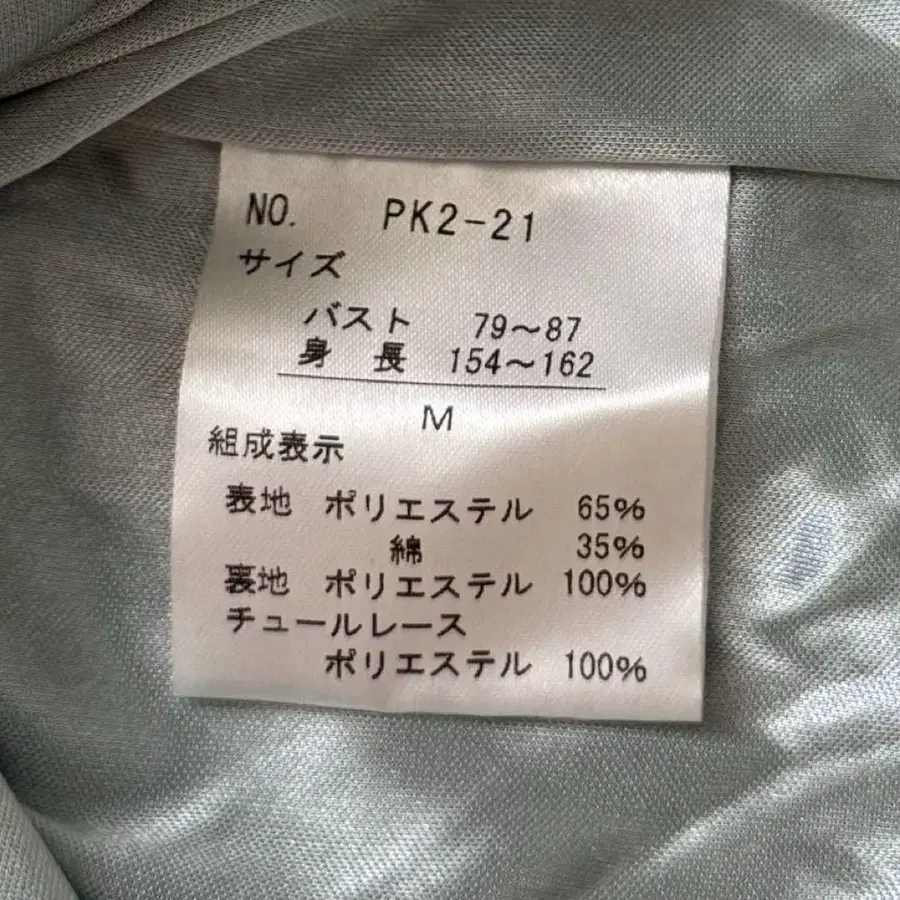 NO. PK2-21
サイズ
バスト 79〜87
身長 154〜162
M
組成表示
表地 ポリエステル 65%
綿 35%
裏地 ポリエステル 100%
チュールレース
ポリエステル 100%